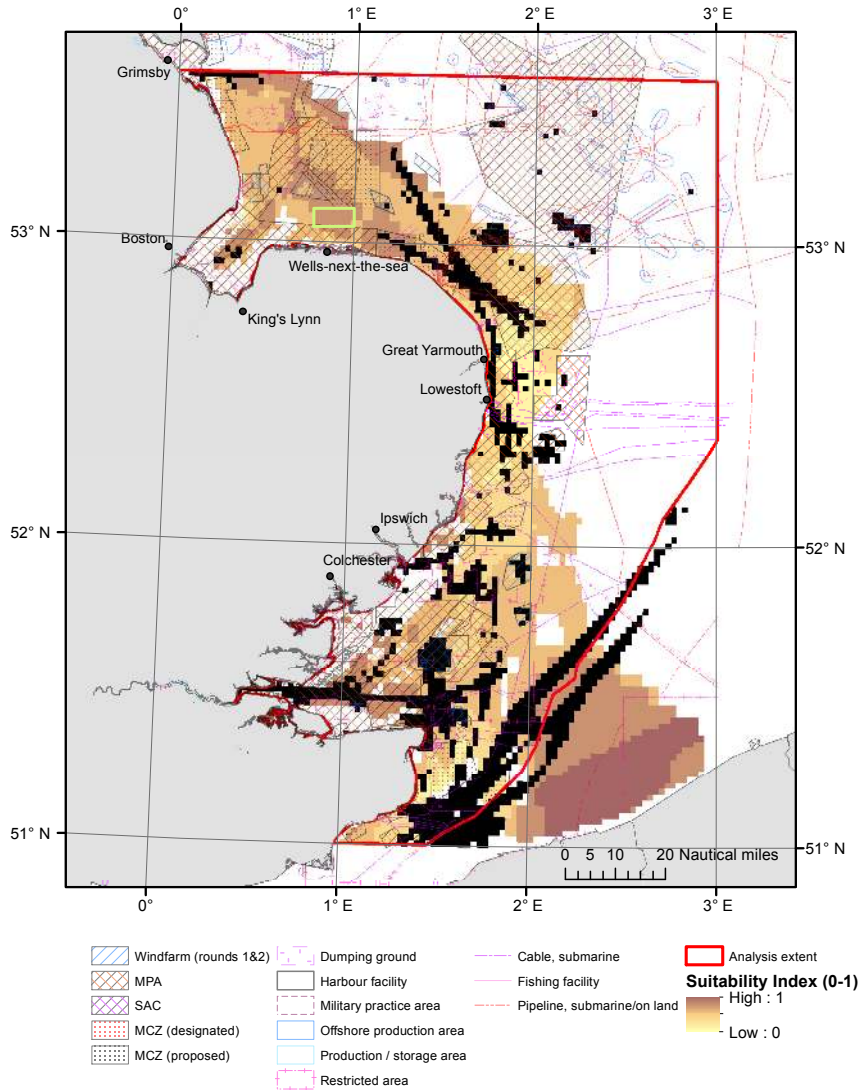 0°
1° E
2° E
3° E
Grimsby
53° N
53° N
Boston
Wells-next-the-sea
King's Lynn
Great Yarmouth
Lowestoft
52° N
52° N
Ipswich
Colchester
51° N
51° N
0 5 10 20 Nautical miles
0°
1° E
2° E
3° E
Windfarm (rounds 1&2)
MPA
SAC
MCZ (designated)
MCZ (proposed)
Dumping ground
Harbour facility
Military practice area
Offshore production area
Production / storage area
Restricted area
Cable, submarine
Fishing facility
Pipeline, submarine/on land
Analysis extent
Suitability Index (0-1)
High : 1
Low : 0